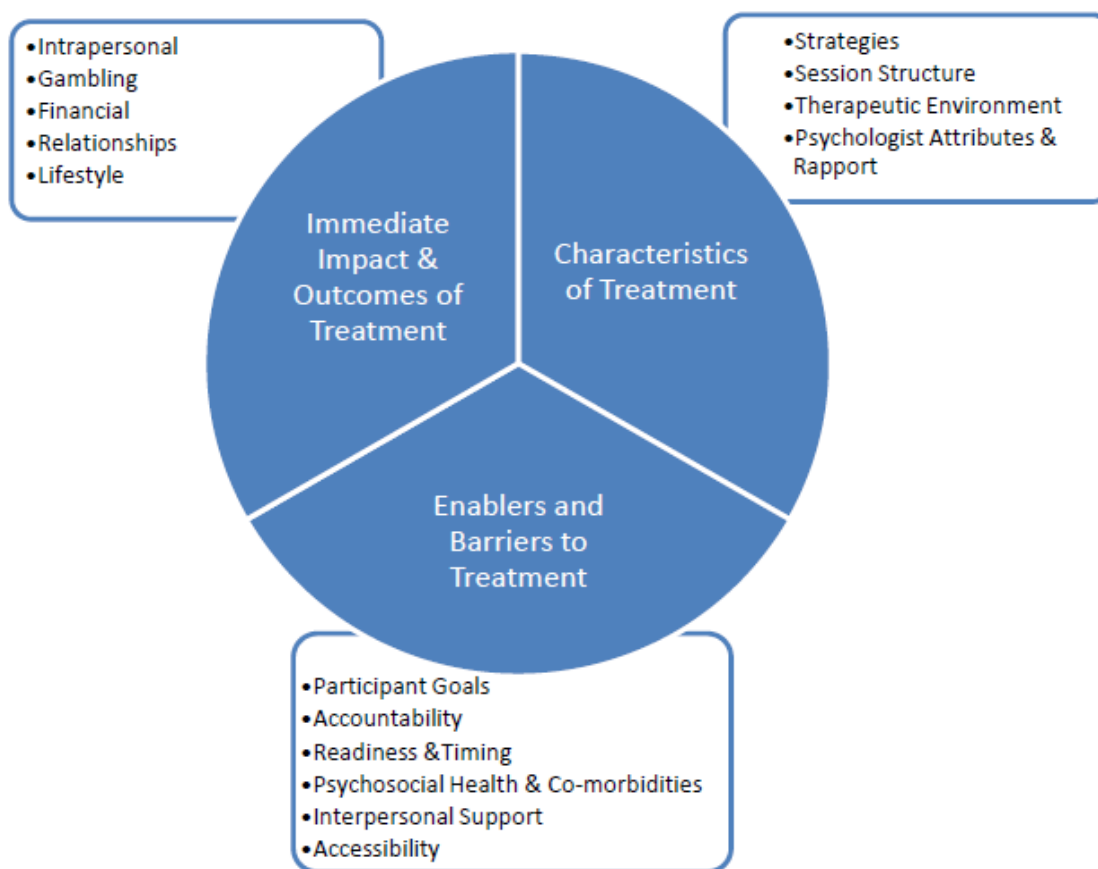 •Intrapersonal
•Gambling
•Financial
•Relationships
•Lifestyle
•Strategies
•Session Structure
•Therapeutic Environment
•Psychologist Attributes &
Rapport
Immediate
Impact &
Outcomes of
Treatment
Characteristics
of Treatment
Enablers and
Barriers to
Treatment
•Participant Goals
•Accountability
•Readiness &Timing
•Psychosocial Health & Co-morbidities
•Interpersonal Support
•Accessibility